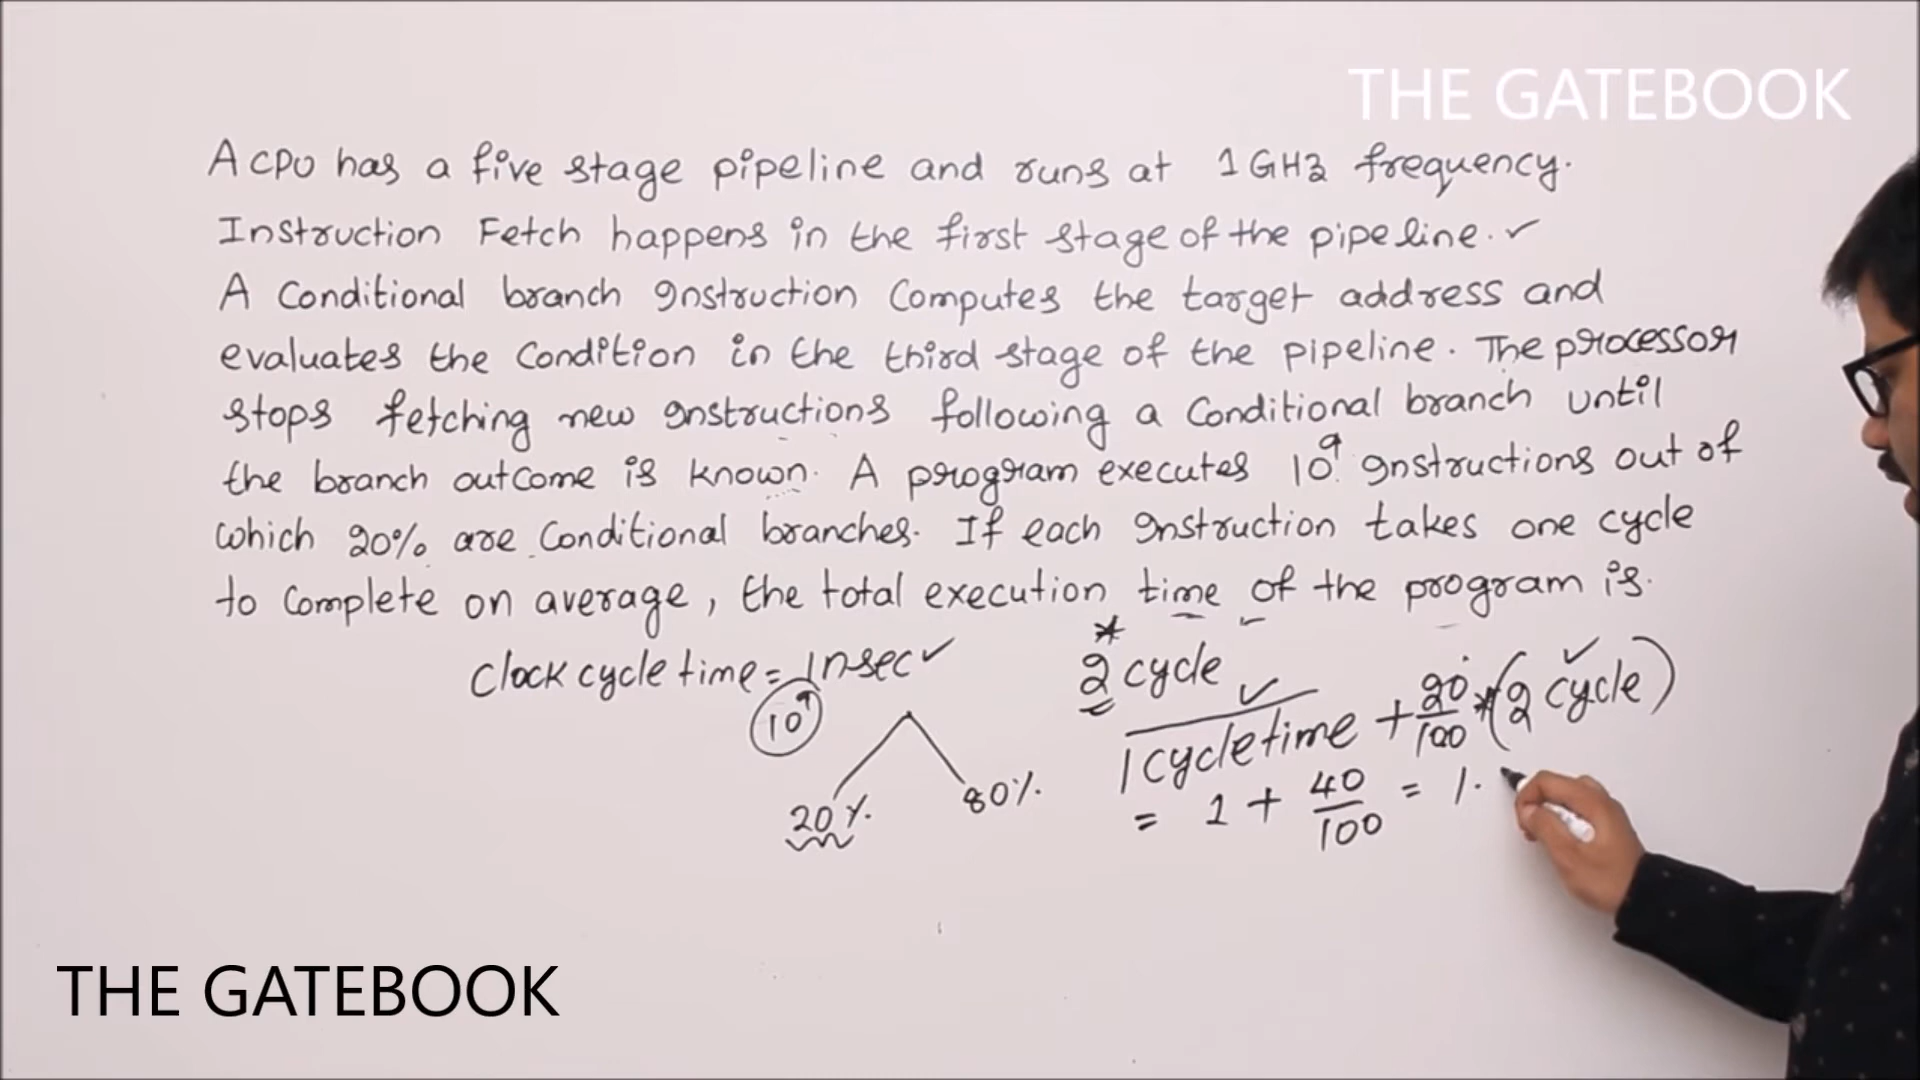 THE GATEBOOK
A CPU has a five stage pipeline and runs at 1 GHz frequency.
Instruction Fetch happens in the first stage of the pipeline. ✓
A Conditional branch Instruction Computes the target address and
evaluates the Condition in the third stage of the pipeline. The processor
stops fetching new Instructions following a Conditional branch until
the branch outcome is known. A program executes 10⁹ Instructions out of
which 20% are Conditional branches. If each Instruction takes one cycle
to Complete on average, the total execution time of the program is.
Clock cycle time = 1nsec ✓
10⁹
20%
80%
*
2 cycle
1 cycle time ✓ + 20/100 * (2 cycle) ✓
= 1 + 40/100 = 1.
THE GATEBOOK